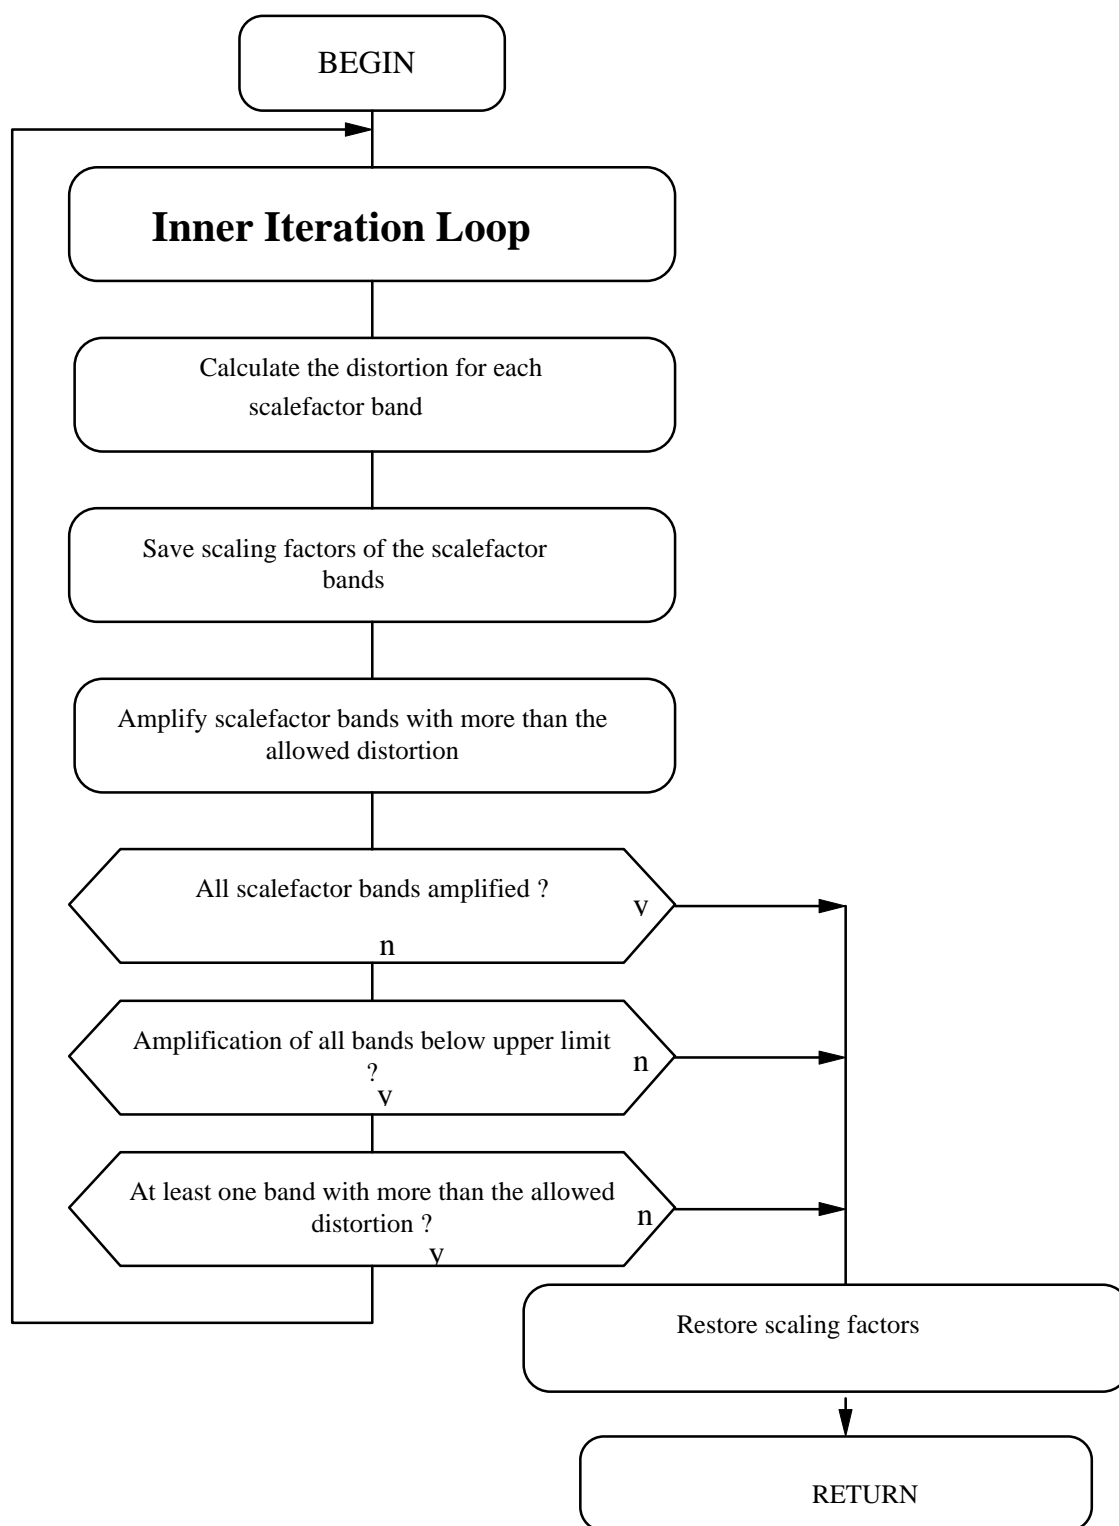 BEGIN
Inner Iteration Loop
Calculate the distortion for each
scalefactor band
Save scaling factors of the scalefactor
bands
Amplify scalefactor bands with more than the
allowed distortion
All scalefactor bands amplified ?
y
n
Amplification of all bands below upper limit
?
n
y
At least one band with more than the allowed
distortion ?
n
y
Restore scaling factors
RETURN